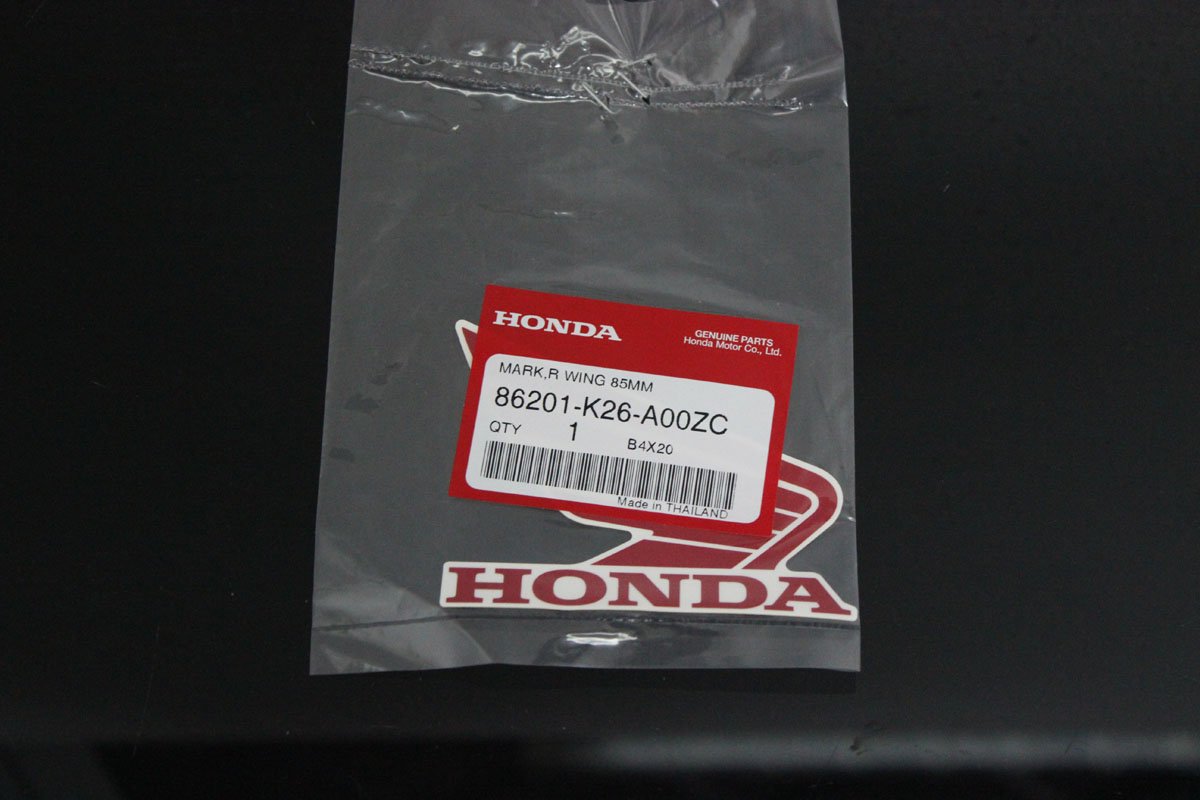 HONDA
GENUINE PARTS
Honda Motor Co., Ltd.
MARK,R WING 85MM
86201-K26-A00ZC
QTY 1 B4X20
Made in THAILAND
HONDA